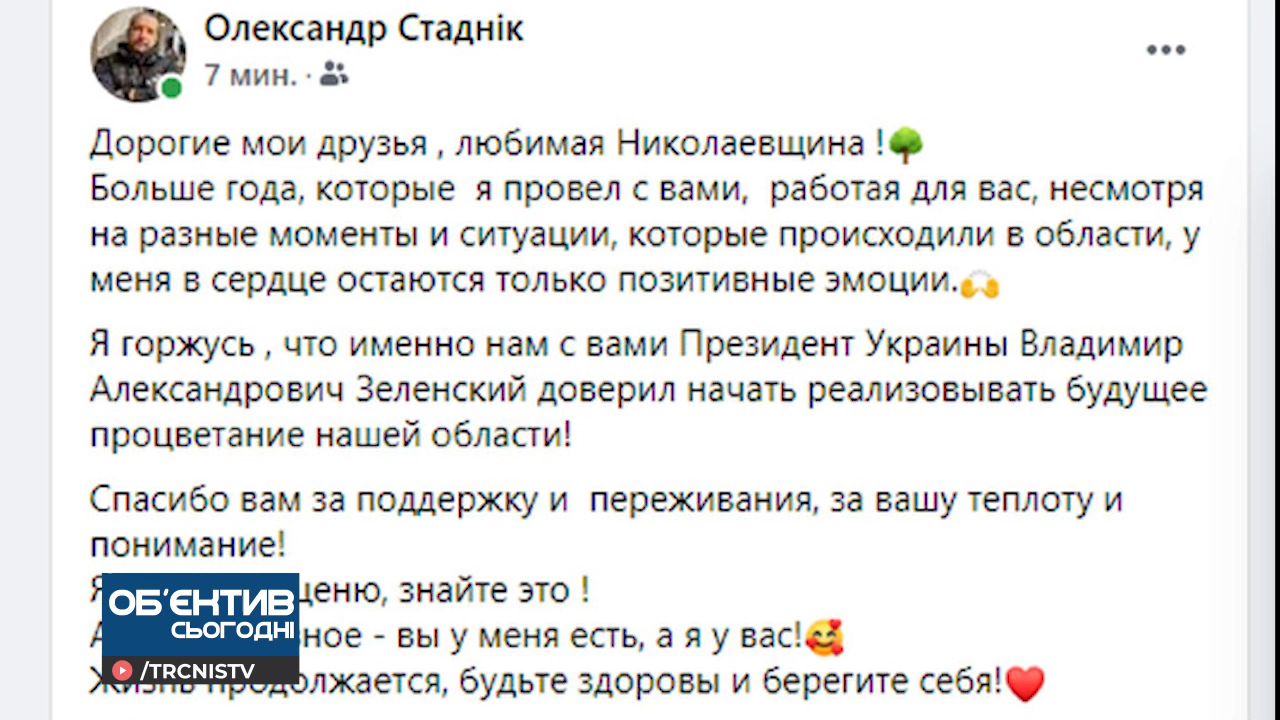 Олександр Стаднік
7 мин. ·
Дорогие мои друзья , любимая Николаевщина !🌳
Больше года, которые я провел с вами, работая для вас, несмотря
на разные моменты и ситуации, которые происходили в области, у
меня в сердце остаются только позитивные эмоции.🙌
Я горжусь , что именно нам с вами Президент Украины Владимир
Александрович Зеленский доверил начать реализовывать будущее
процветание нашей области!
Спасибо вам за поддержку и переживания, за вашу теплоту и
понимание!
Я ценю, знайте это !
- вы у меня есть, а я у вас!🥰
Жизнь продолжается, будьте здоровы и берегите себя!❤️
ОБ'ЄКТИВ
СЬОГОДНІ
/TRCNISTV